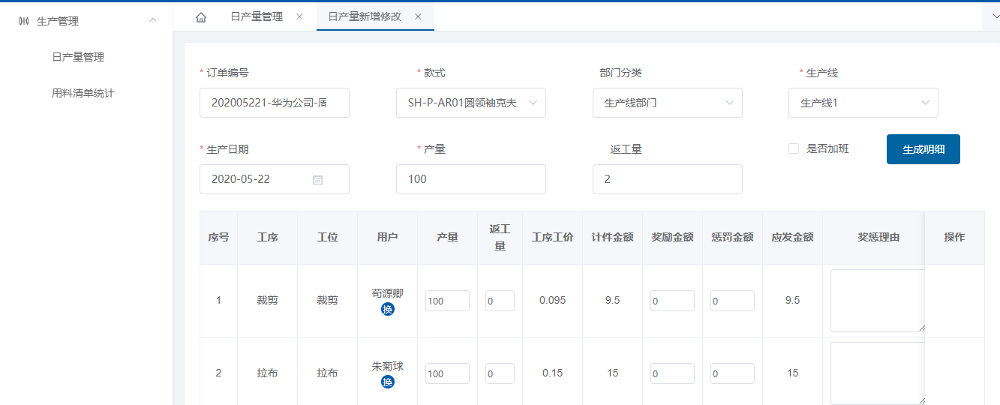 生产管理
日产量管理
用料清单统计
日产量管理 日产量新增修改
* 订单编号 * 款式 部门分类 * 生产线
202005221-华为公司-周 SH-P-AR01圆领袖克夫 生产线部门 生产线1
* 生产日期 * 产量 返工量 是否加班 生成明细
2020-05-22 100 2
序号 工序 工位 用户 产量 返工量 工序工价 计件金额 奖励金额 惩罚金额 应发金额 奖惩理由 操作
1 裁剪 裁剪 荀源卿 换 100 0 0.095 9.5 0 0 9.5
2 拉布 拉布 朱菊球 换 100 0 0.15 15 0 0 15